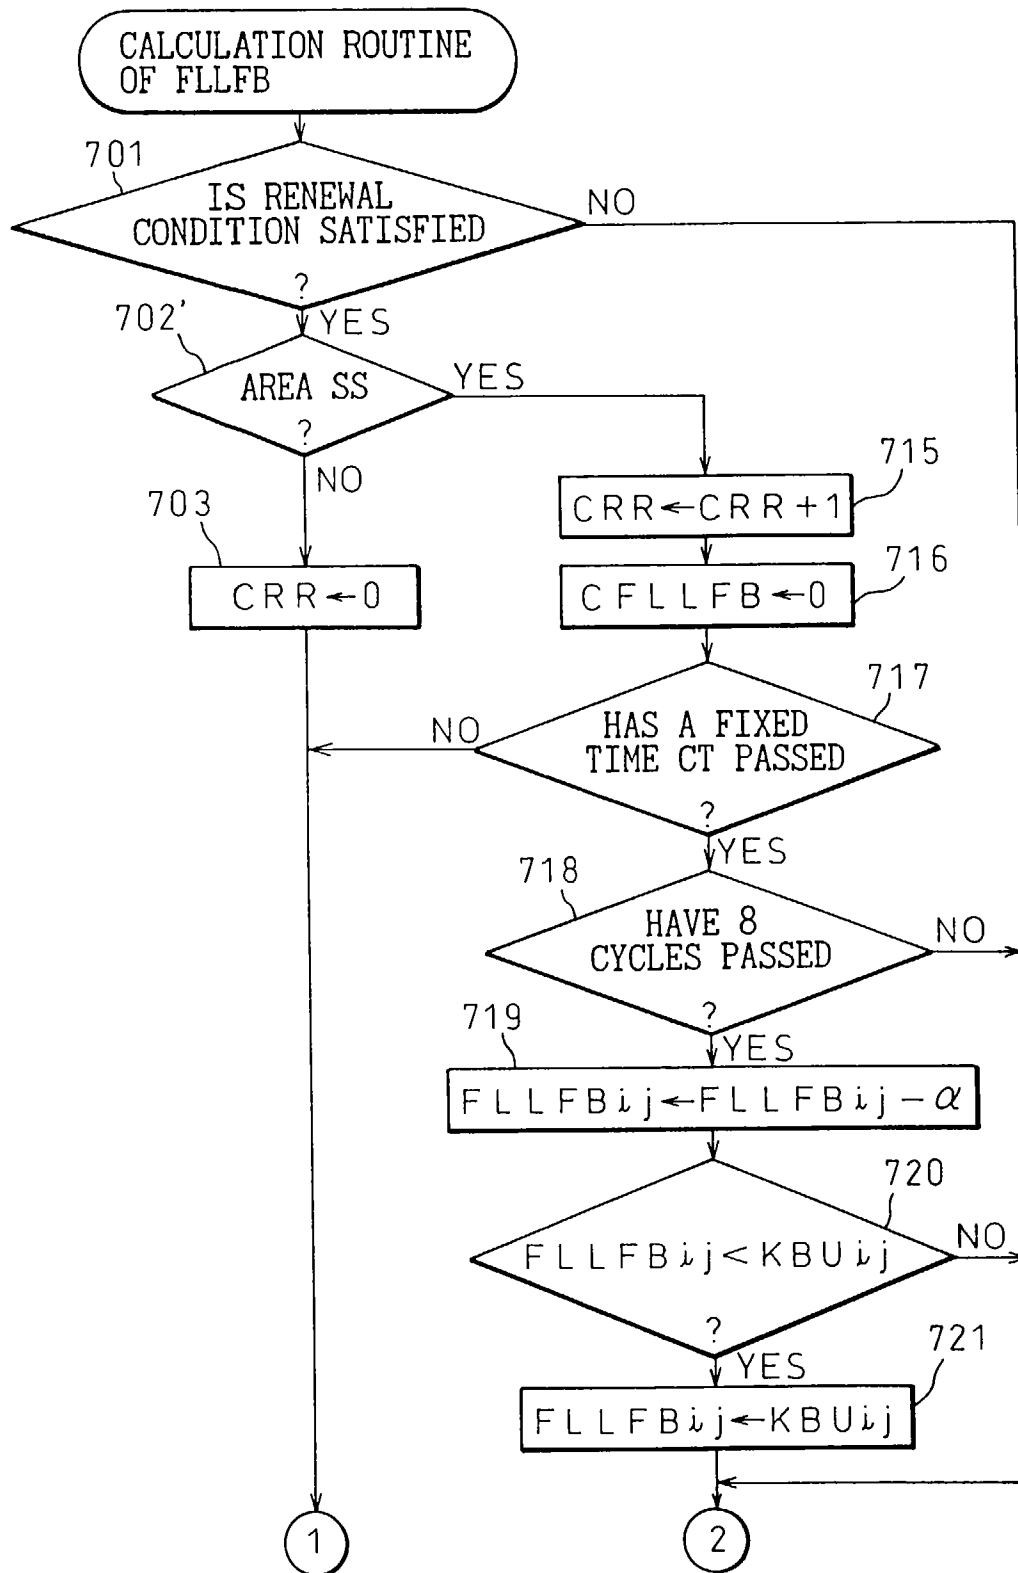 CALCULATION ROUTINE
OF FLLFB
701
IS RENEWAL
CONDITION SATISFIED
?
NO
YES
702'
AREA SS
?
YES
NO
703
CRR←0
715
CRR←CRR+1
716
CFLLFB←0
717
HAS A FIXED
TIME CT PASSED
?
NO
YES
718
HAVE 8
CYCLES PASSED
?
NO
YES
719
FLLFBij←FLLFBij-α
720
FLLFBij<KBUij
?
NO
YES
721
FLLFBij←KBUij
1
2